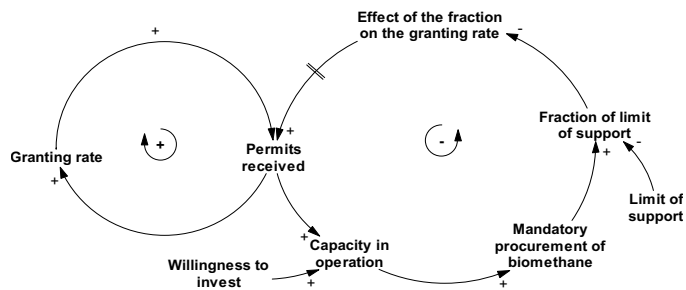 Effect of the fraction
on the granting rate
-
+
Fraction of limit
of support
+
-
Granting rate
+
+
-
Permits
received
+
Limit of
support
Mandatory
procurement of
biomethane
+
Capacity in
operation
+
Willingness to
invest
+
+